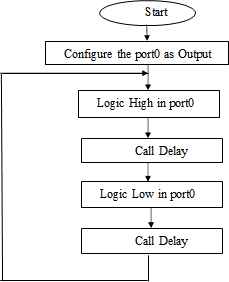 Start
Configure the port0 as Output
Logic High in port0
Call Delay
Logic Low in port0
Call Delay